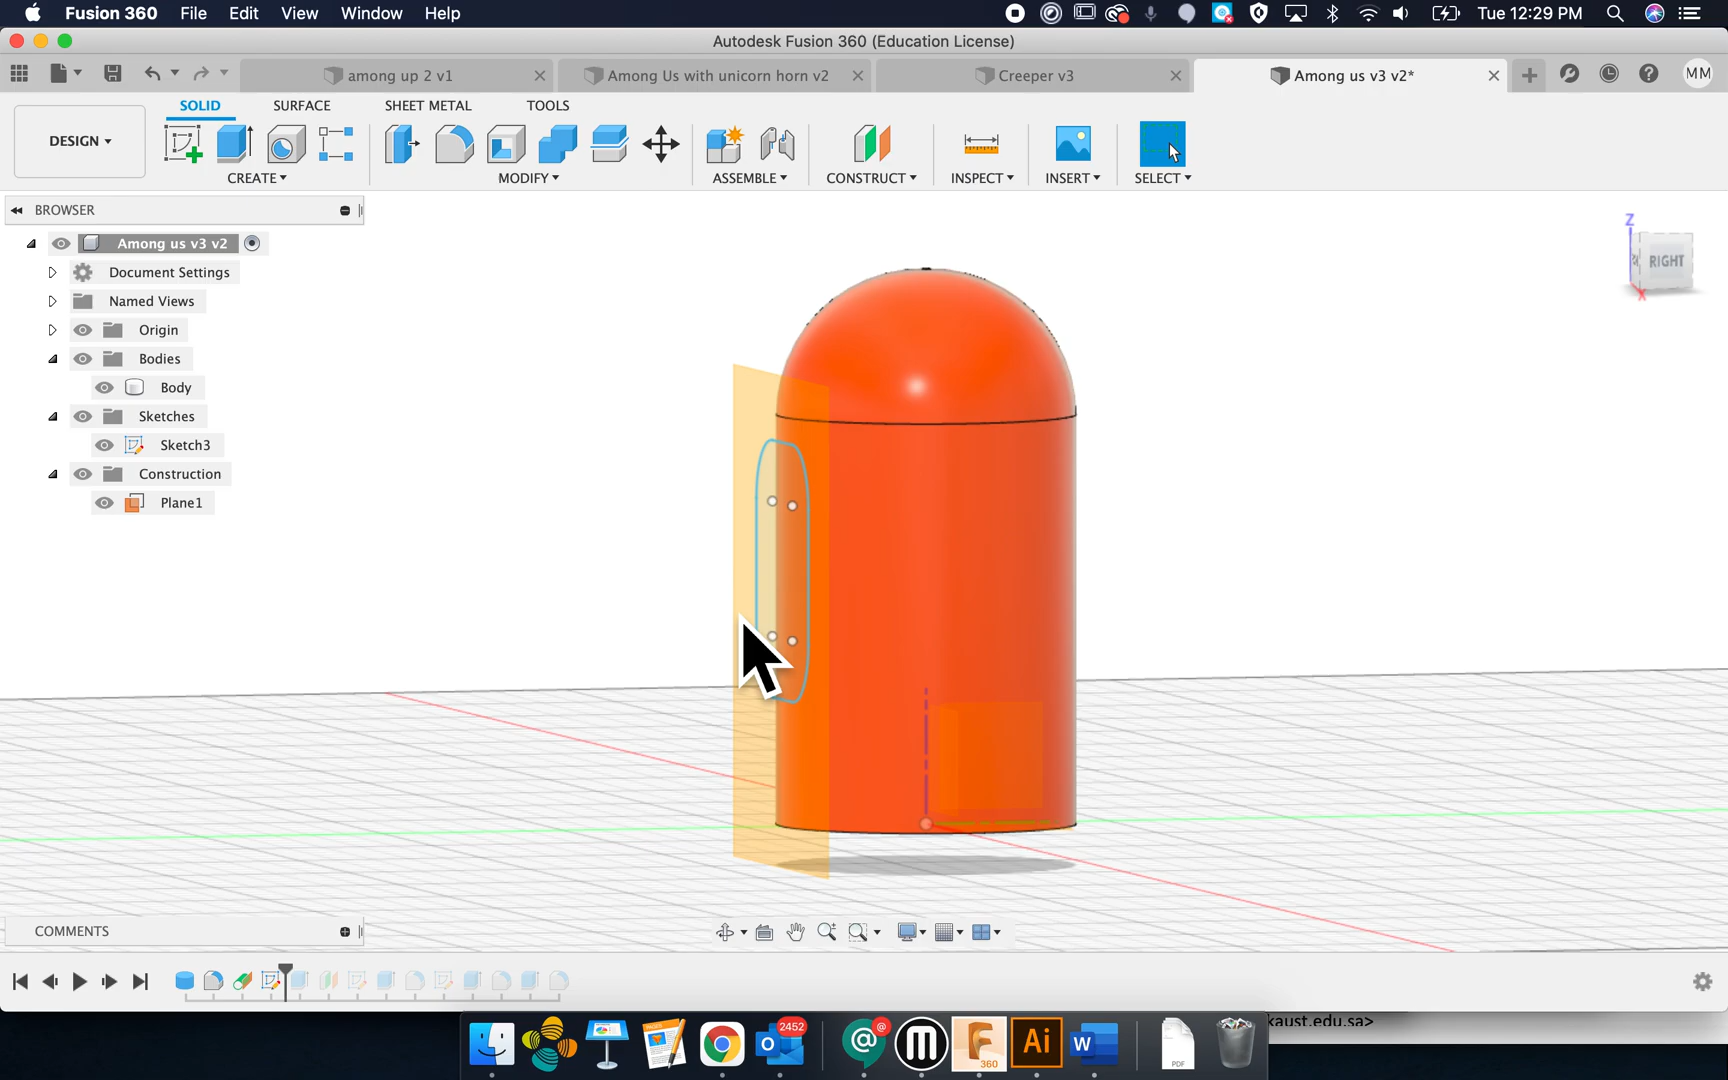 Fusion 360 File Edit View Window Help Tue 12:29 PM
Autodesk Fusion 360 (Education License)
among up 2 v1 Among Us with unicorn horn v2 Creeper v3 Among us v3 v2* MM
SOLID SURFACE SHEET METAL TOOLS
DESIGN
CREATE MODIFY ASSEMBLE CONSTRUCT INSPECT INSERT SELECT
BROWSER
Among us v3 v2
Document Settings
Named Views
Origin
Bodies
Body
Sketches
Sketch3
Construction
Plane1
Z
RIGHT
X
COMMENTS
2452
@
360
Ai
W
PDF
kaust.edu.sa>